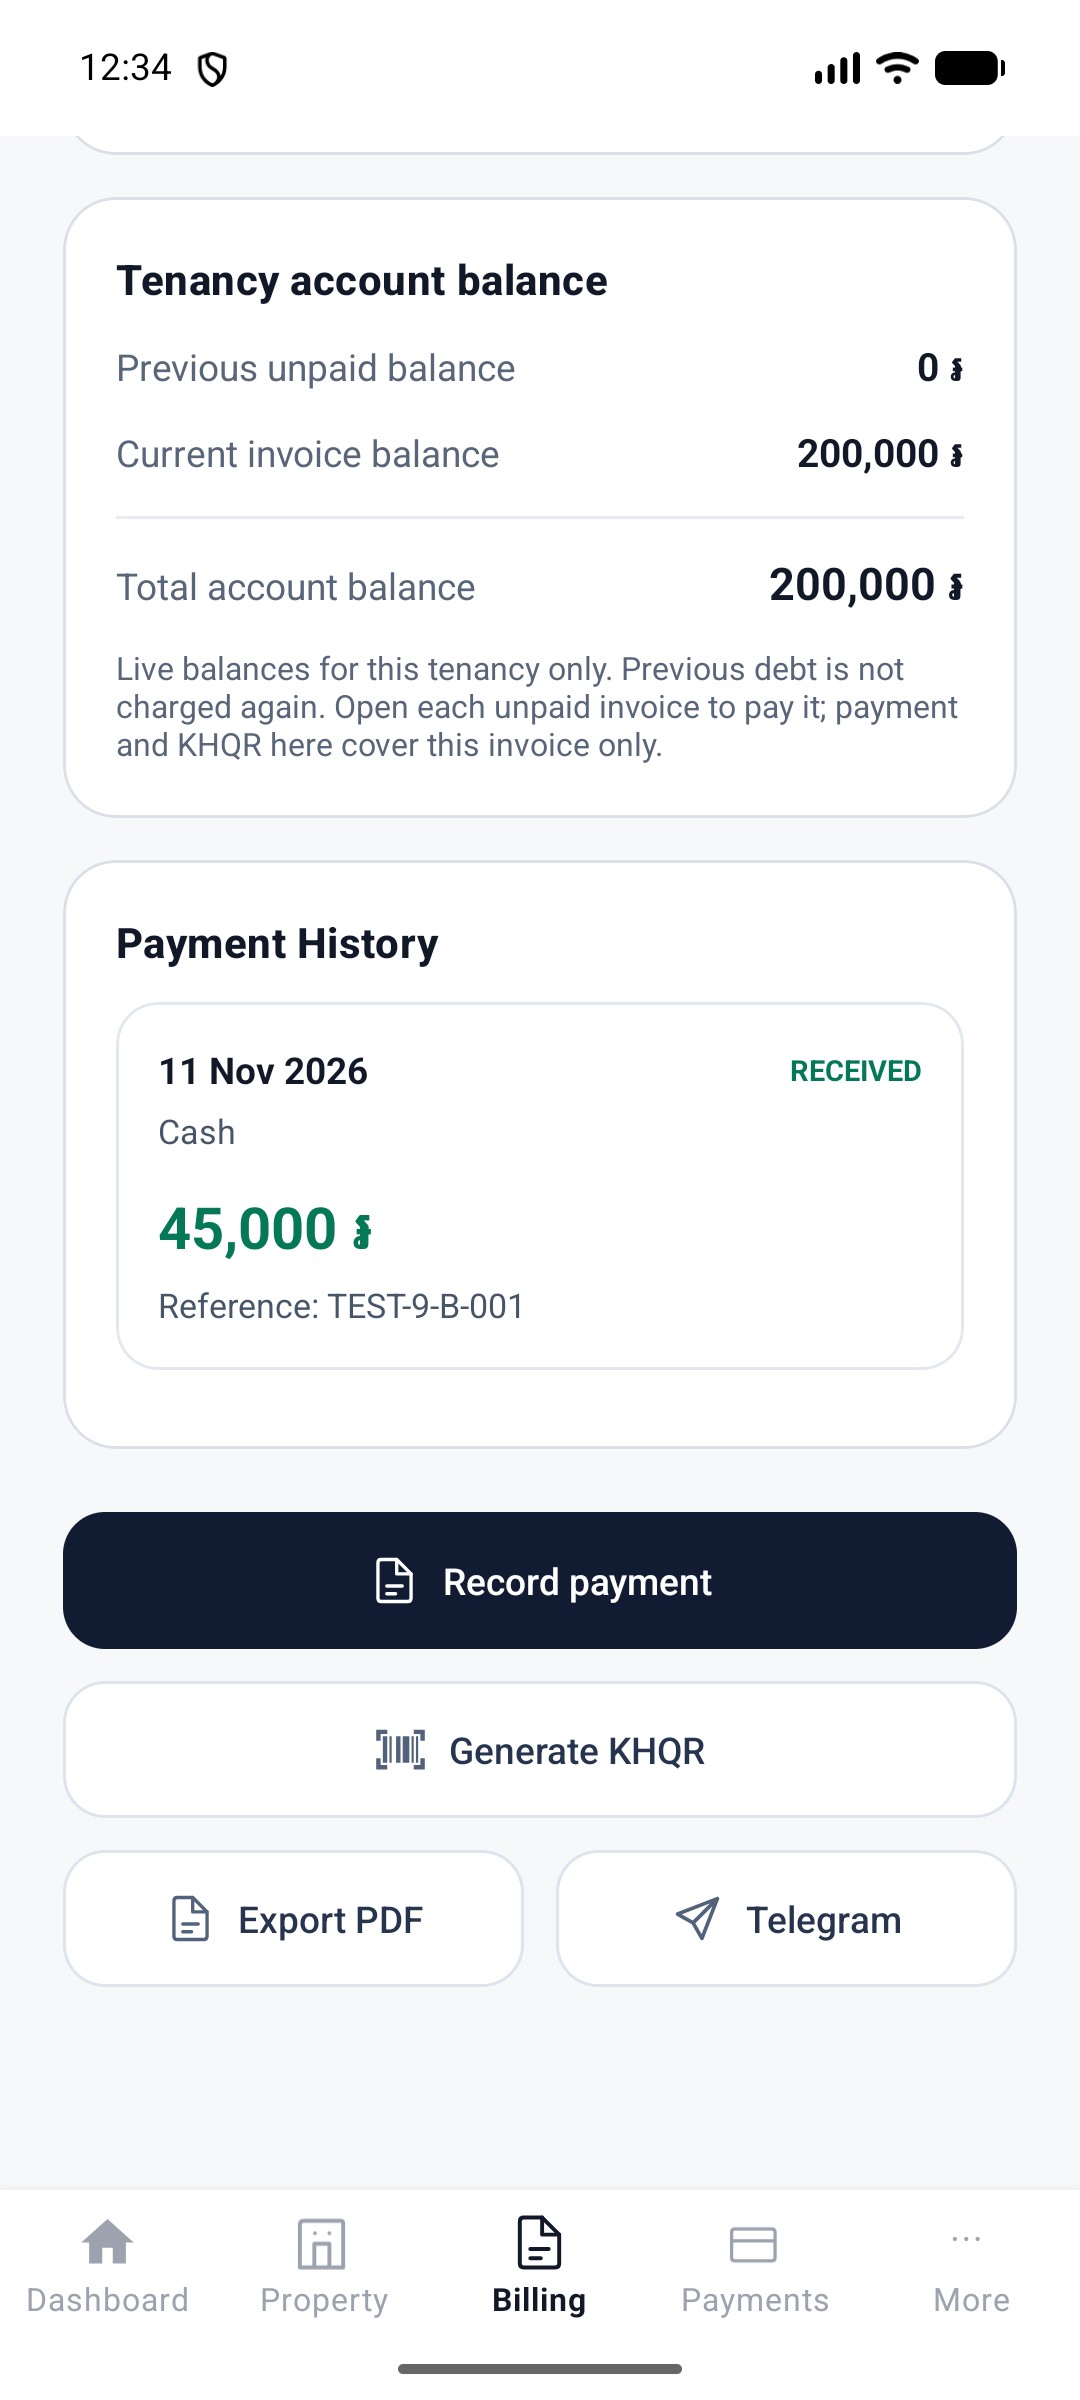 12:34
Tenancy account balance
Previous unpaid balance
0 ៛
Current invoice balance
200,000 ៛
Total account balance
200,000 ៛
Live balances for this tenancy only. Previous debt is not
charged again. Open each unpaid invoice to pay it; payment
and KHQR here cover this invoice only.
Payment History
11 Nov 2026
RECEIVED
Cash
45,000 ៛
Reference: TEST-9-B-001
Record payment
Generate KHQR
Export PDF
Telegram
Dashboard
Property
Billing
Payments
More